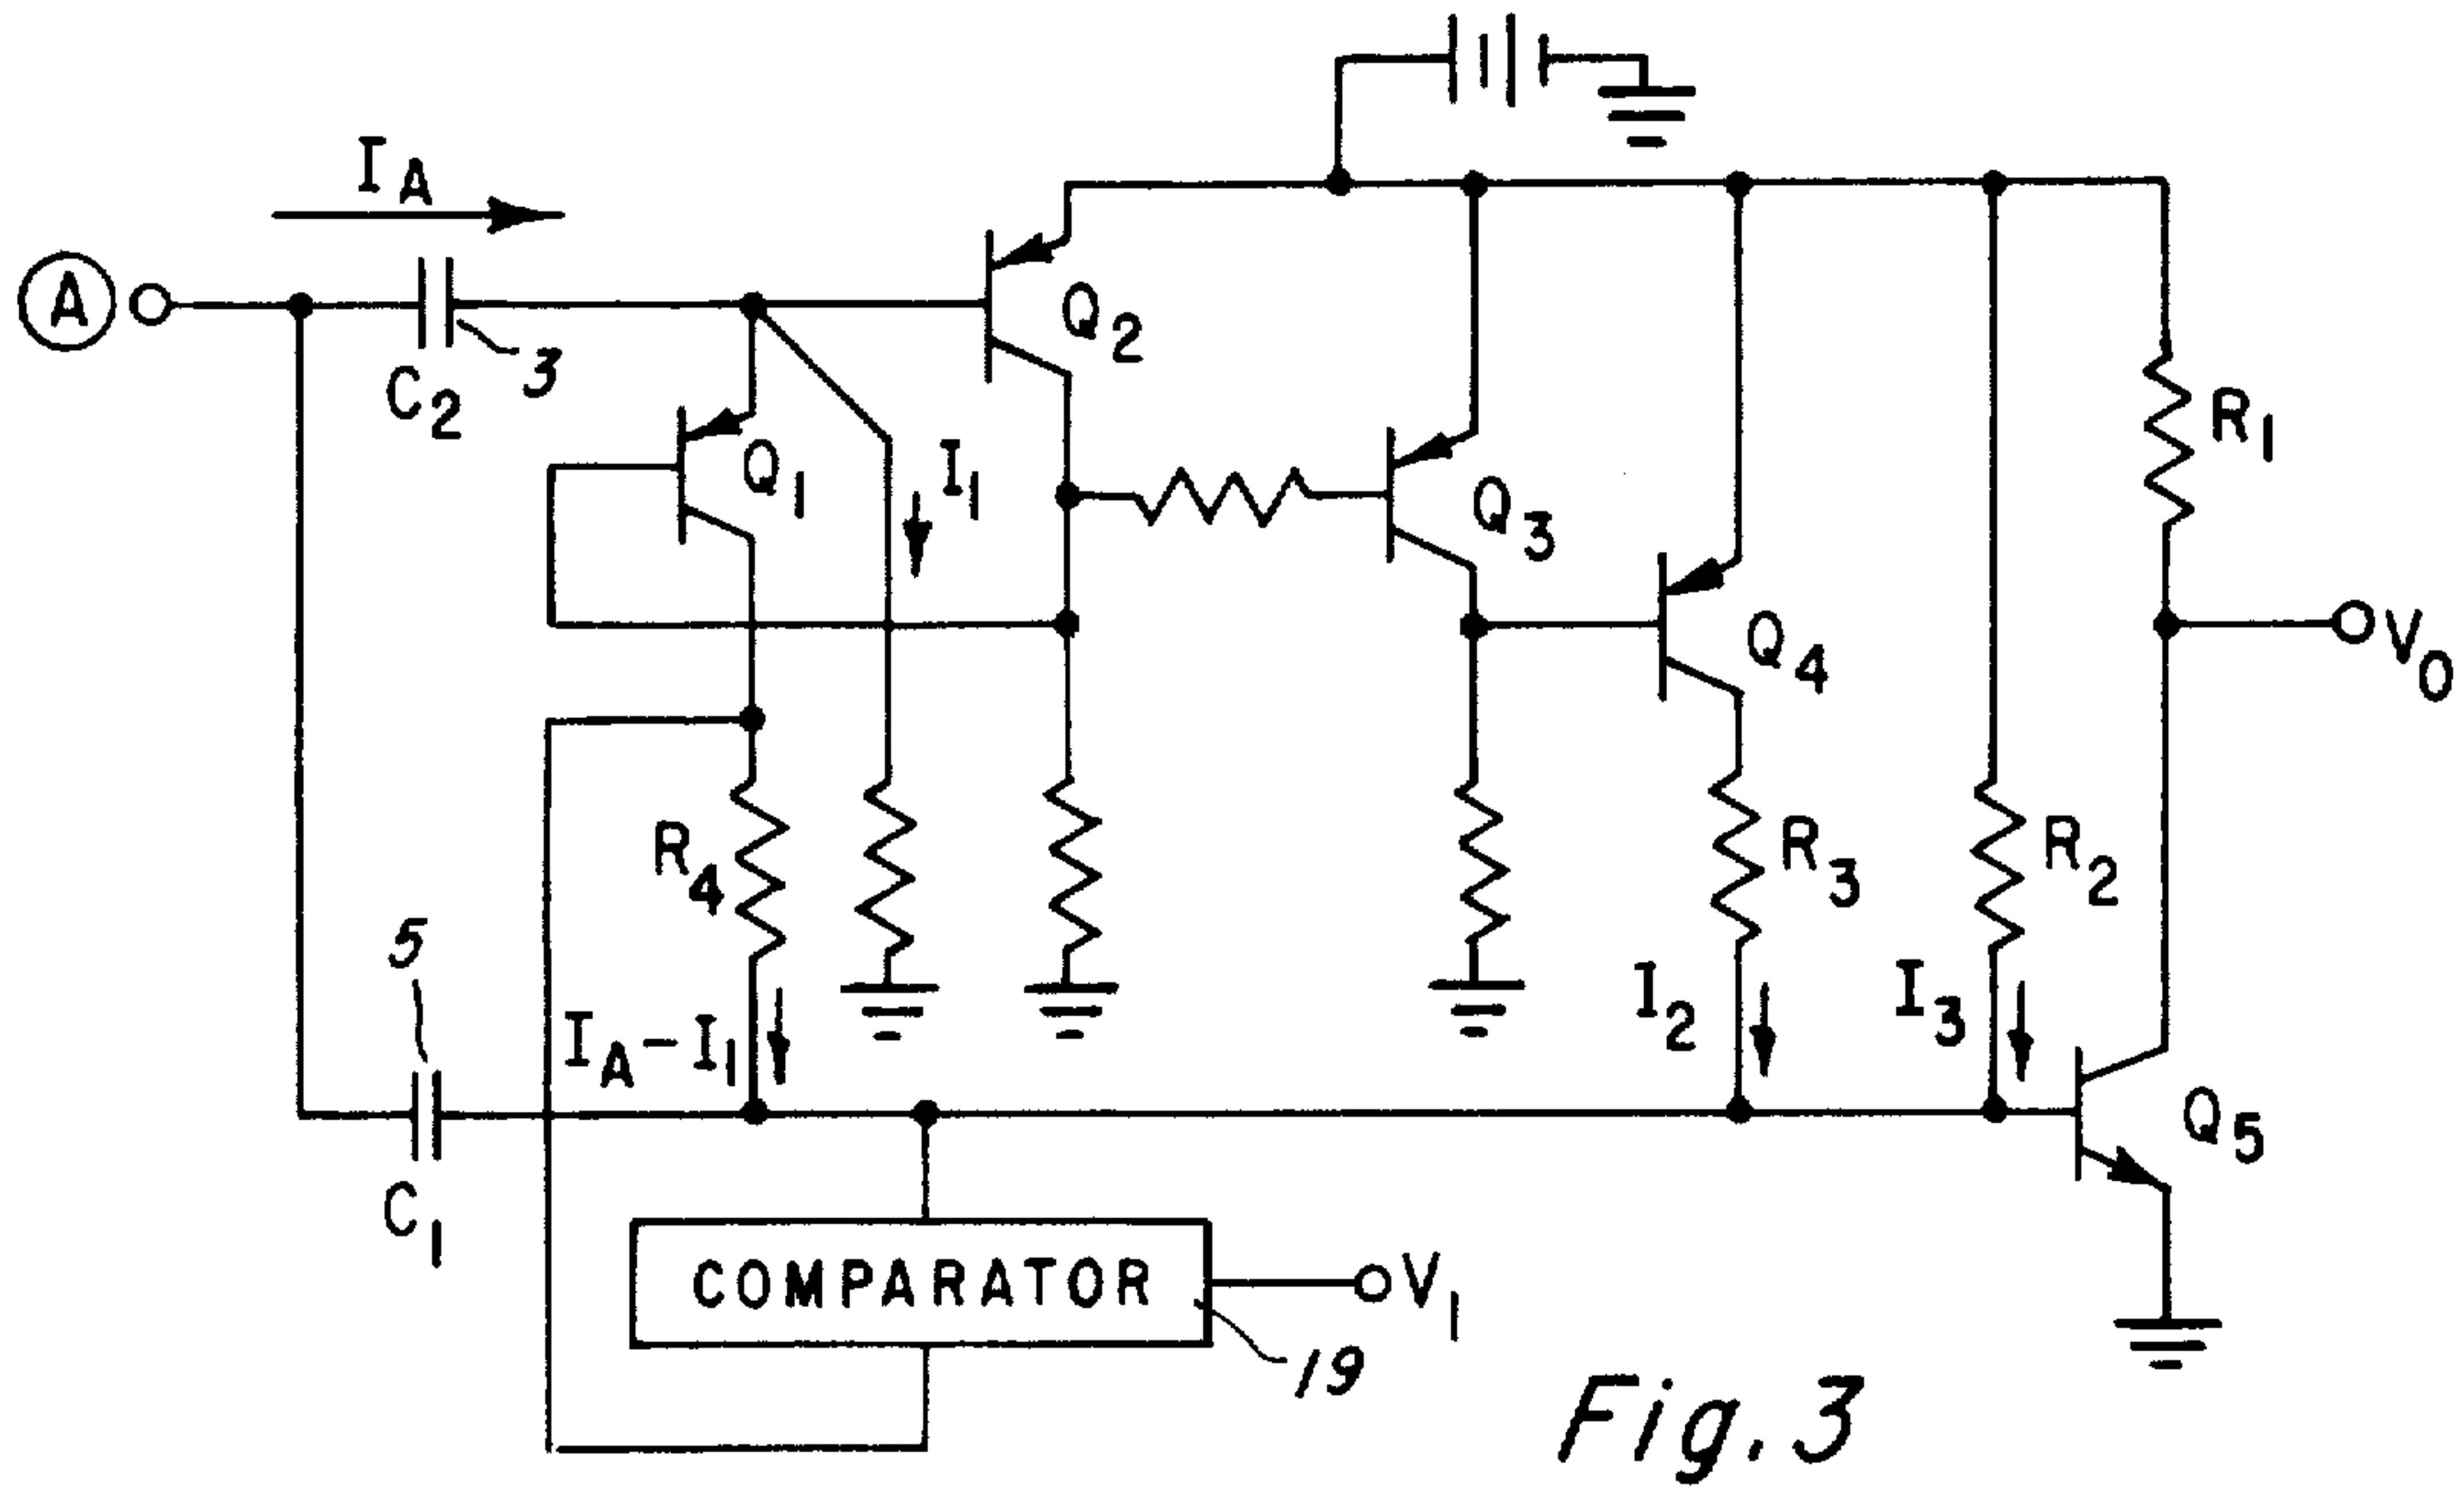 I_A
A
3
C_2
Q_2
Q_1
I_1
Q_3
R_1
Q_4
V_O
R_4
R_3
R_2
5
I_A-I_1
I_2
I_3
C_1
Q_5
COMPARATOR
V_1
19
Fig. 3